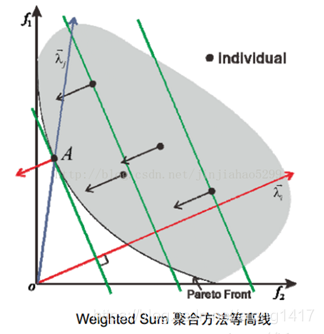 f₁
λ⃗ⱼ
individual
A
λ⃗ᵢ
Pareto Front
o
f₂
Weighted Sum 聚合方法等高线